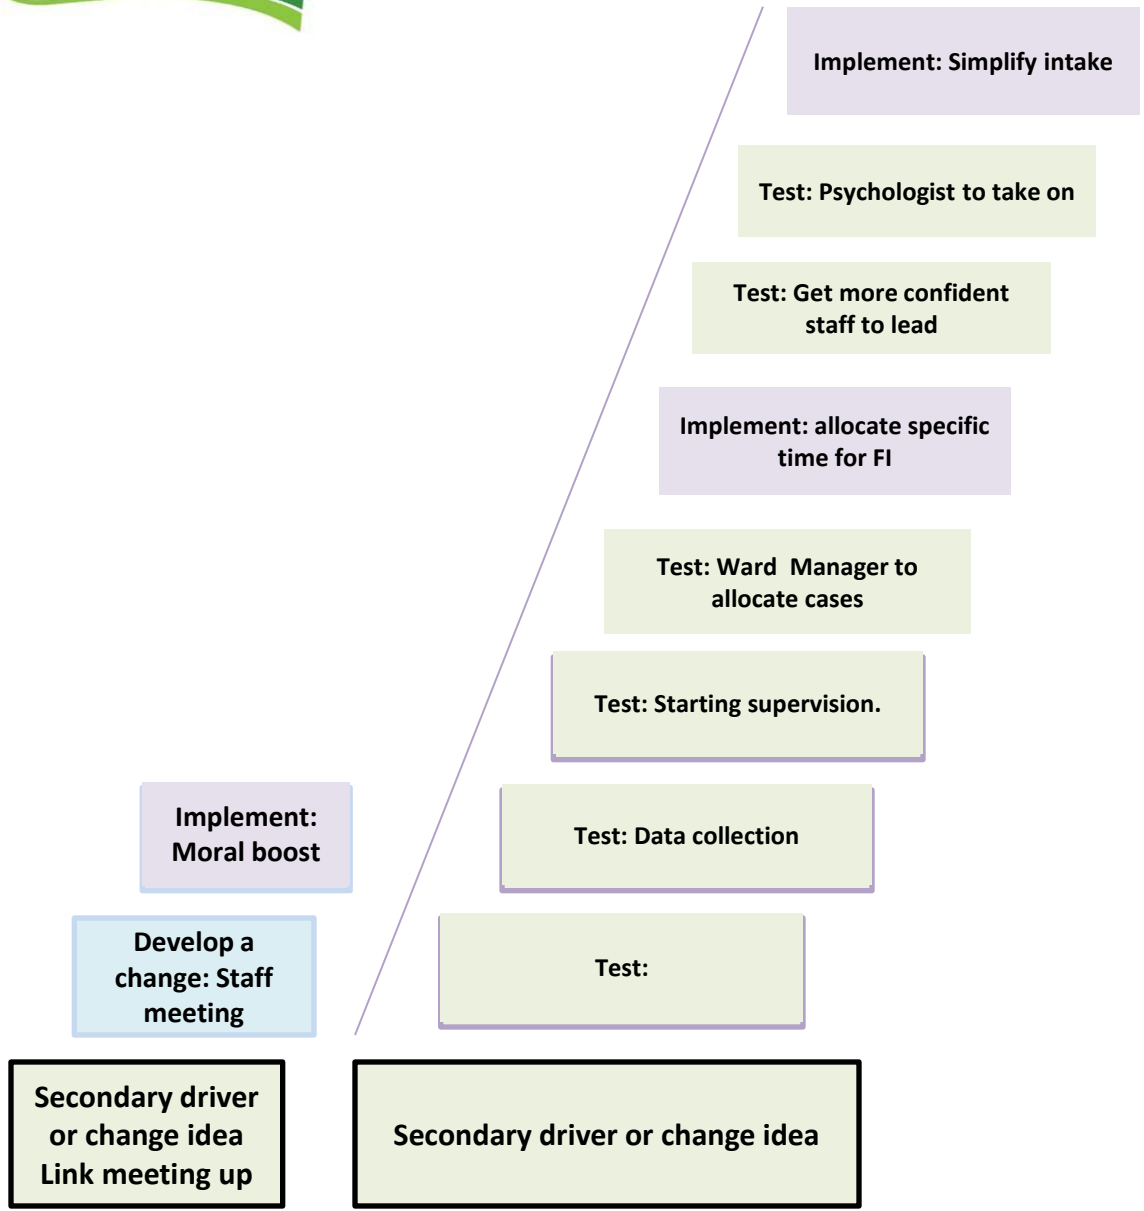 Implement: Simplify intake
Test: Psychologist to take on
Test: Get more confident
staff to lead
Implement: allocate specific
time for FI
Test: Ward  Manager to
allocate cases
Test: Starting supervision.
Implement:
Moral boost
Test: Data collection
Develop a
change: Staff
meeting
Test:
Secondary driver
or change idea
Link meeting up
Secondary driver or change idea